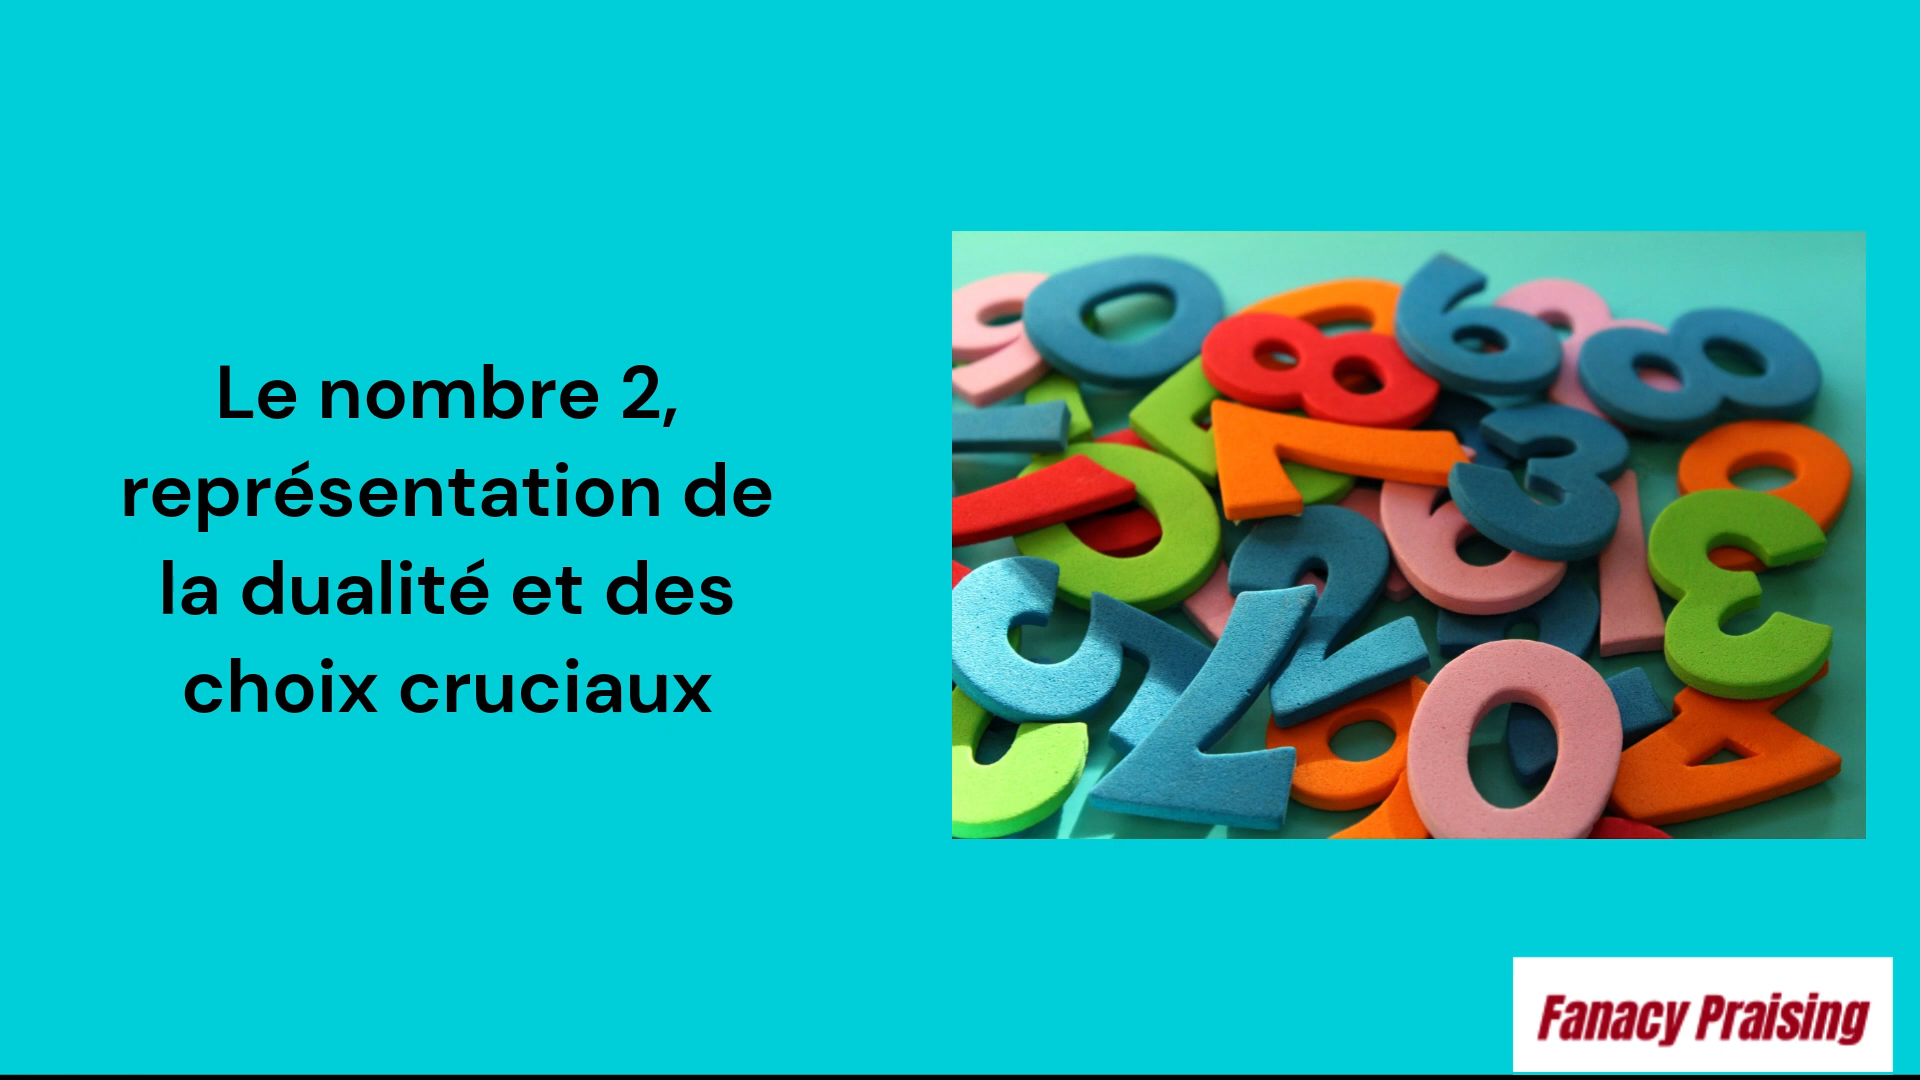 Le nombre 2,
représentation de
la dualité et des
choix cruciaux
Fanacy Praising